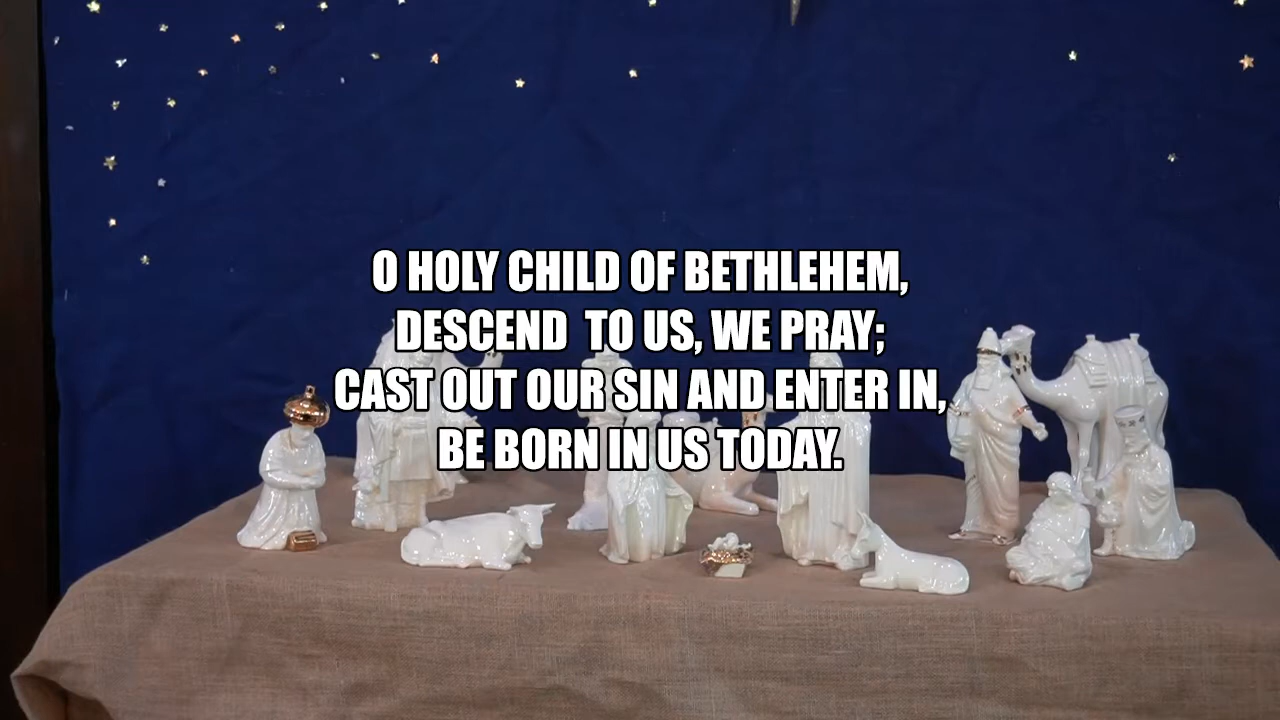 O HOLY CHILD OF BETHLEHEM,
DESCEND  TO US, WE PRAY;
CAST OUT OUR SIN AND ENTER IN,
BE BORN IN US TODAY.